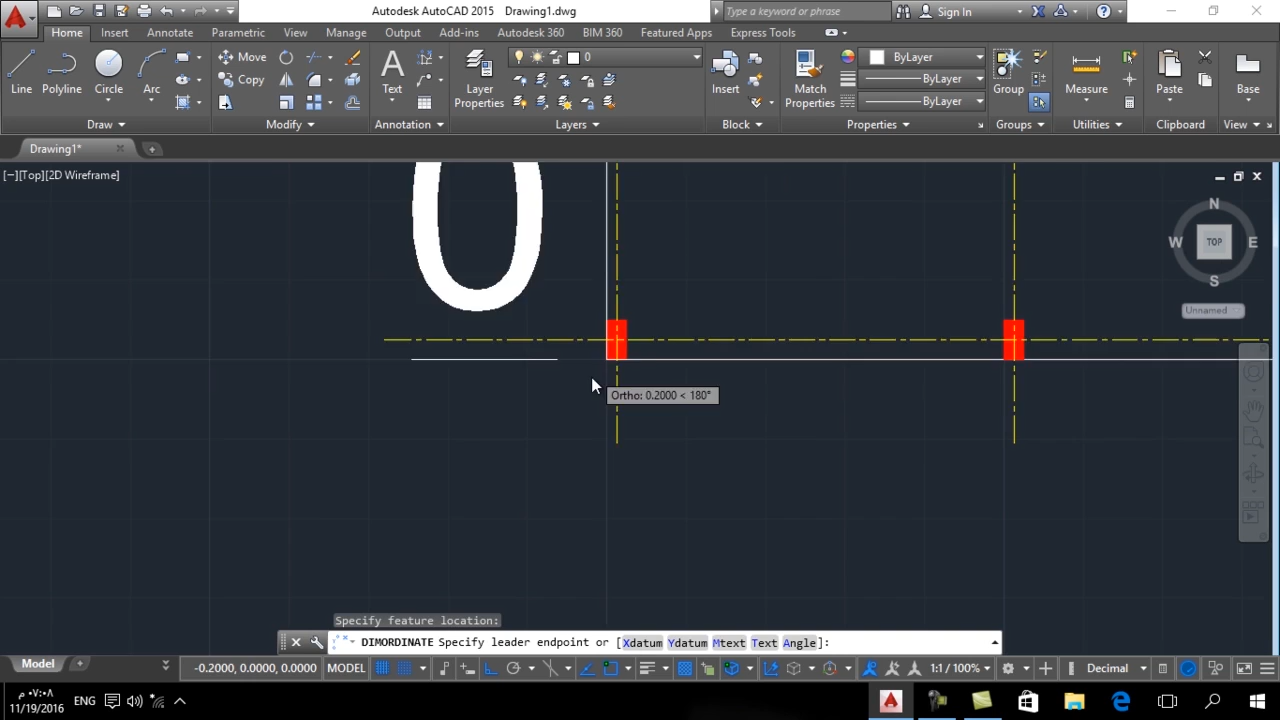 Autodesk AutoCAD 2015 Drawing1.dwg
Type a keyword or phrase
Sign In
Home Insert Annotate Parametric View Manage Output Add-ins Autodesk 360 BIM 360 Featured Apps Express Tools
Line Polyline Circle Arc
Move
Copy
Text
Layer Properties
0
Insert
Match Properties
ByLayer
ByLayer
ByLayer
Group
Measure
Paste
Base
Draw Modify Annotation Layers Block Properties Groups Utilities Clipboard View
Drawing1*
[−][Top][2D Wireframe]
0
N
W TOP E
S
Unnamed
Ortho: 0.2000 < 180°
Specify feature location:
DIMORDINATE Specify leader endpoint or [Xdatum Ydatum Mtext Text Angle]:
Model
-0.2000, 0.0000, 0.0000 MODEL
1:1 / 100%
Decimal
ENG
م ٠٧:٠٨
11/19/2016